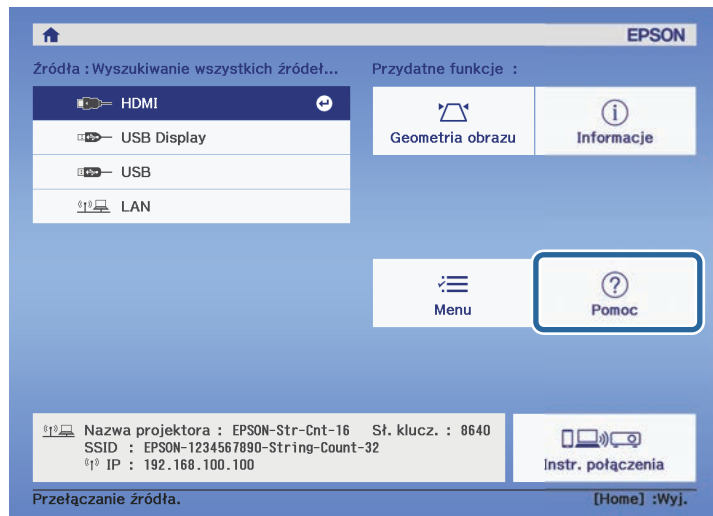 EPSON
Źródła : Wyszukiwanie wszystkich źródeł...
Przydatne funkcje :
HDMI
USB Display
USB
LAN
Geometria obrazu
Informacje
Menu
Pomoc
Nazwa projektora : EPSON-Str-Cnt-16 Sł. klucz. : 8640
SSID : EPSON-1234567890-String-Count-32
IP : 192.168.100.100
Instr. połączenia
Przełączanie źródła.
[Home] :Wyj.